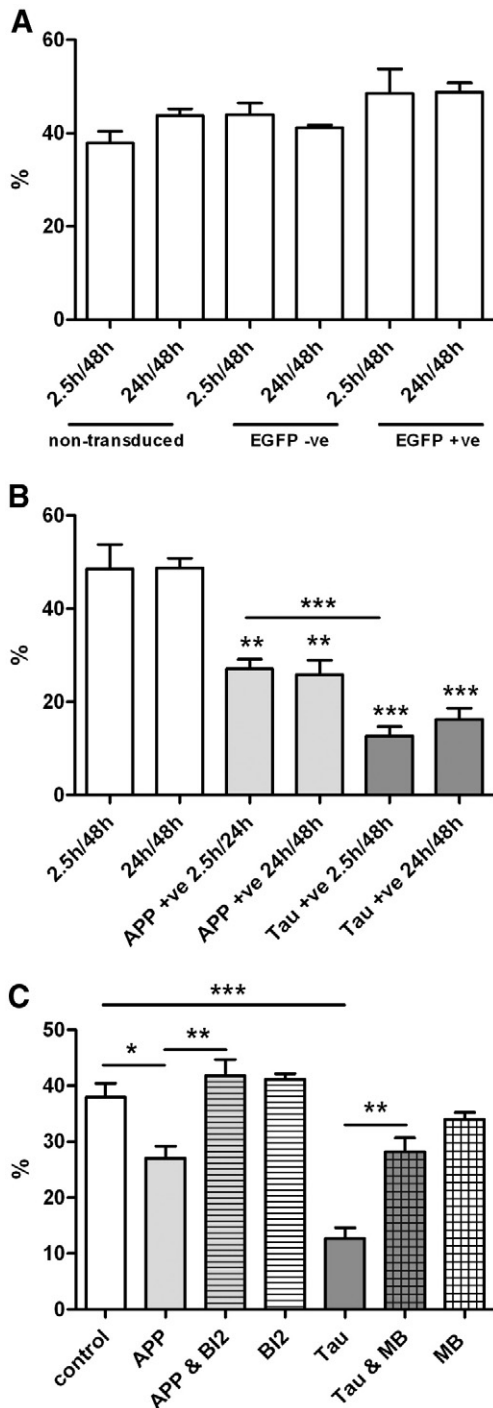 A
60
40
20
0
%
2.5h/48h 24h/48h 2.5h/48h 24h/48h 2.5h/48h 24h/48h
non-transduced EGFP -ve EGFP +ve
B
60
40
20
0
%
***
** ** *** ***
2.5h/48h 24h/48h APP +ve 2.5h/24h APP +ve 24h/48h Tau +ve 2.5h/48h Tau +ve 24h/48h
C
50
40
30
20
10
0
%
***
* **
**
control APP APP & BI2 BI2 Tau Tau & MB MB